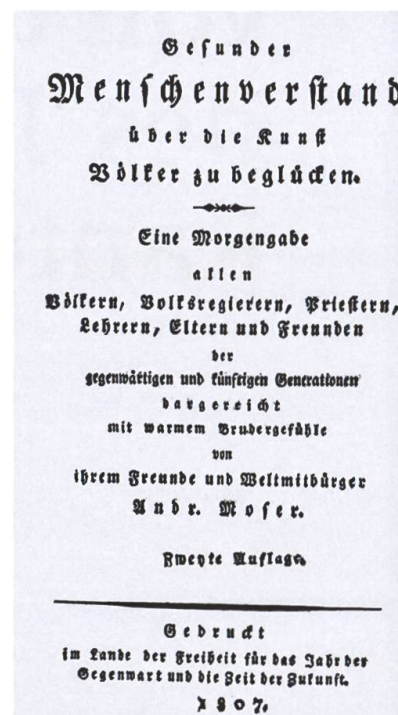 Gesunder
Menschenverstand
über die Kunst
Völker zu beglücken.
Eine Morgengabe
allen
Völkern, Volksregierern, Priestern,
Lehrern, Eltern und Freunden
der
gegenwärtigen und künftigen Generationen
dargereicht
mit warmem Brudergefühle
von
ihrem Freunde und Weltmitbürger
Andr. Moser.
Zweyte Auflage.
Gedruckt
im Lande der Freiheit für das Jahr der
Gegenwart und die Zeit der Zukunft.
1807.